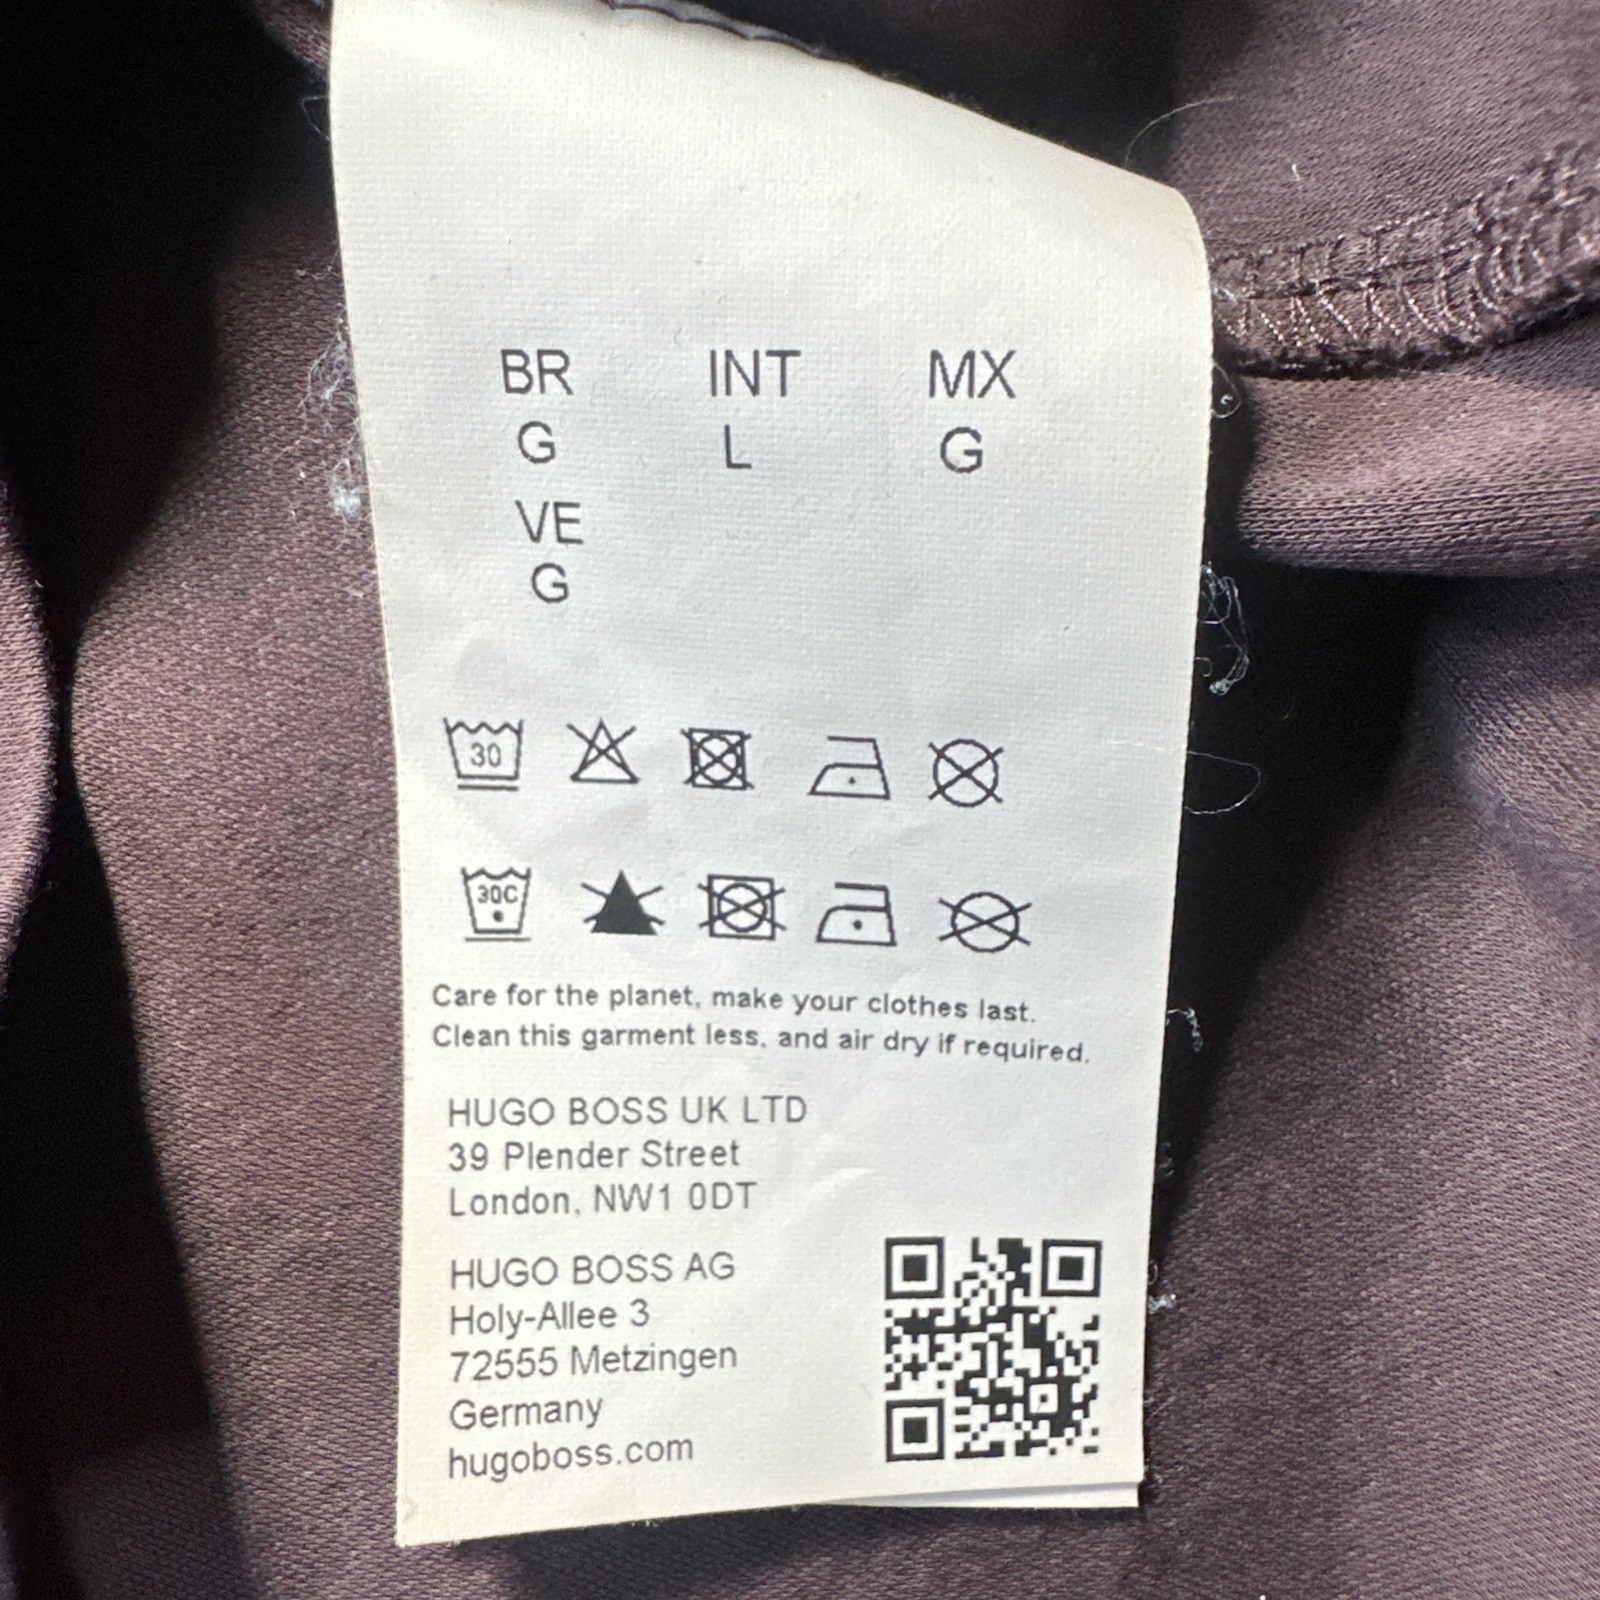 BR INT MX
G L G
VE
G
30
30C
Care for the planet, make your clothes last.
Clean this garment less, and air dry if required.
HUGO BOSS UK LTD
39 Plender Street
London, NW1 0DT
HUGO BOSS AG
Holy-Allee 3
72555 Metzingen
Germany
hugoboss.com